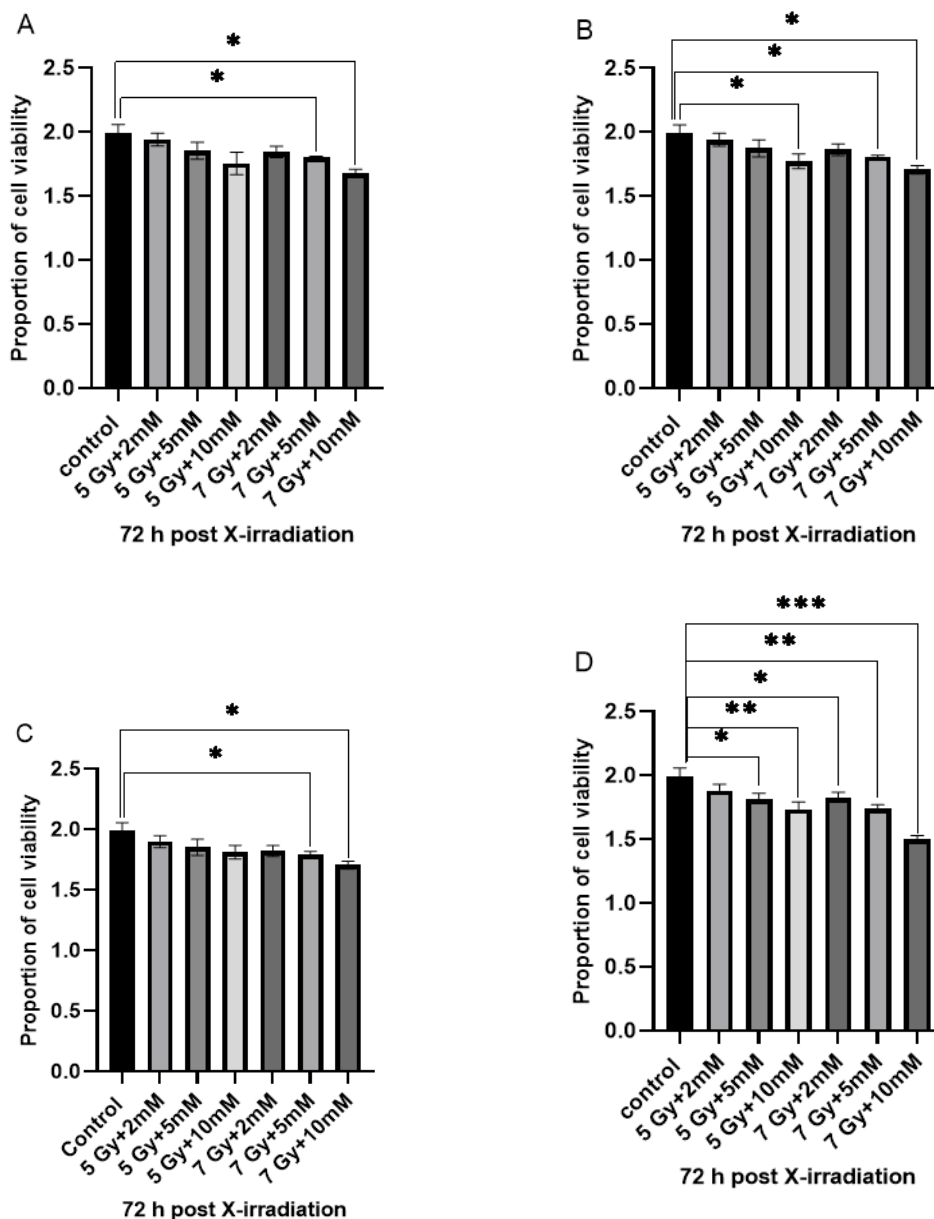 A
*
*
2.5
2.0
1.5
1.0
0.5
0.0
Proportion of cell viability
control
5 Gy+2mM
5 Gy+5mM
5 Gy+10mM
7 Gy+2mM
7 Gy+5mM
7 Gy+10mM
72 h post X-irradiation
B
*
*
*
2.5
2.0
1.5
1.0
0.5
0.0
Proportion of cell viability
control
5 Gy+2mM
5 Gy+5mM
5 Gy+10mM
7 Gy+2mM
7 Gy+5mM
7 Gy+10mM
72 h post X-irradiation
C
*
*
2.5
2.0
1.5
1.0
0.5
0.0
Proportion of cell viability
Control
5 Gy+2mM
5 Gy+5mM
5 Gy+10mM
7 Gy+2mM
7 Gy+5mM
7 Gy+10mM
72 h post X-irradiation
D
***
**
*
**
*
2.5
2.0
1.5
1.0
0.5
0.0
Proportion of cell viability
control
5 Gy+2mM
5 Gy+5mM
5 Gy+10mM
7 Gy+2mM
7 Gy+5mM
7 Gy+10mM
72 h post X-irradiation